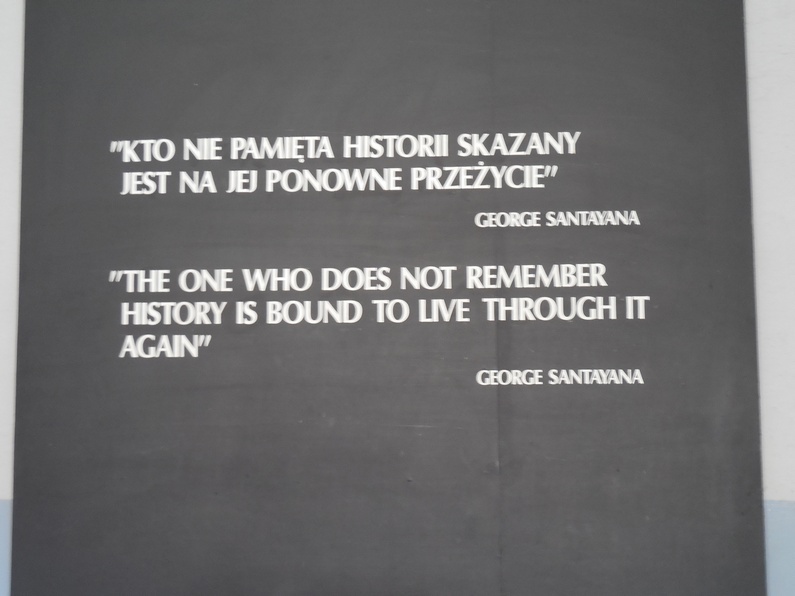 "KTO NIE PAMIĘTA HISTORII SKAZANY
JEST NA JEJ PONOWNE PRZEŻYCIE"
GEORGE SANTAYANA
"THE ONE WHO DOES NOT REMEMBER
HISTORY IS BOUND TO LIVE THROUGH IT
AGAIN"
GEORGE SANTAYANA